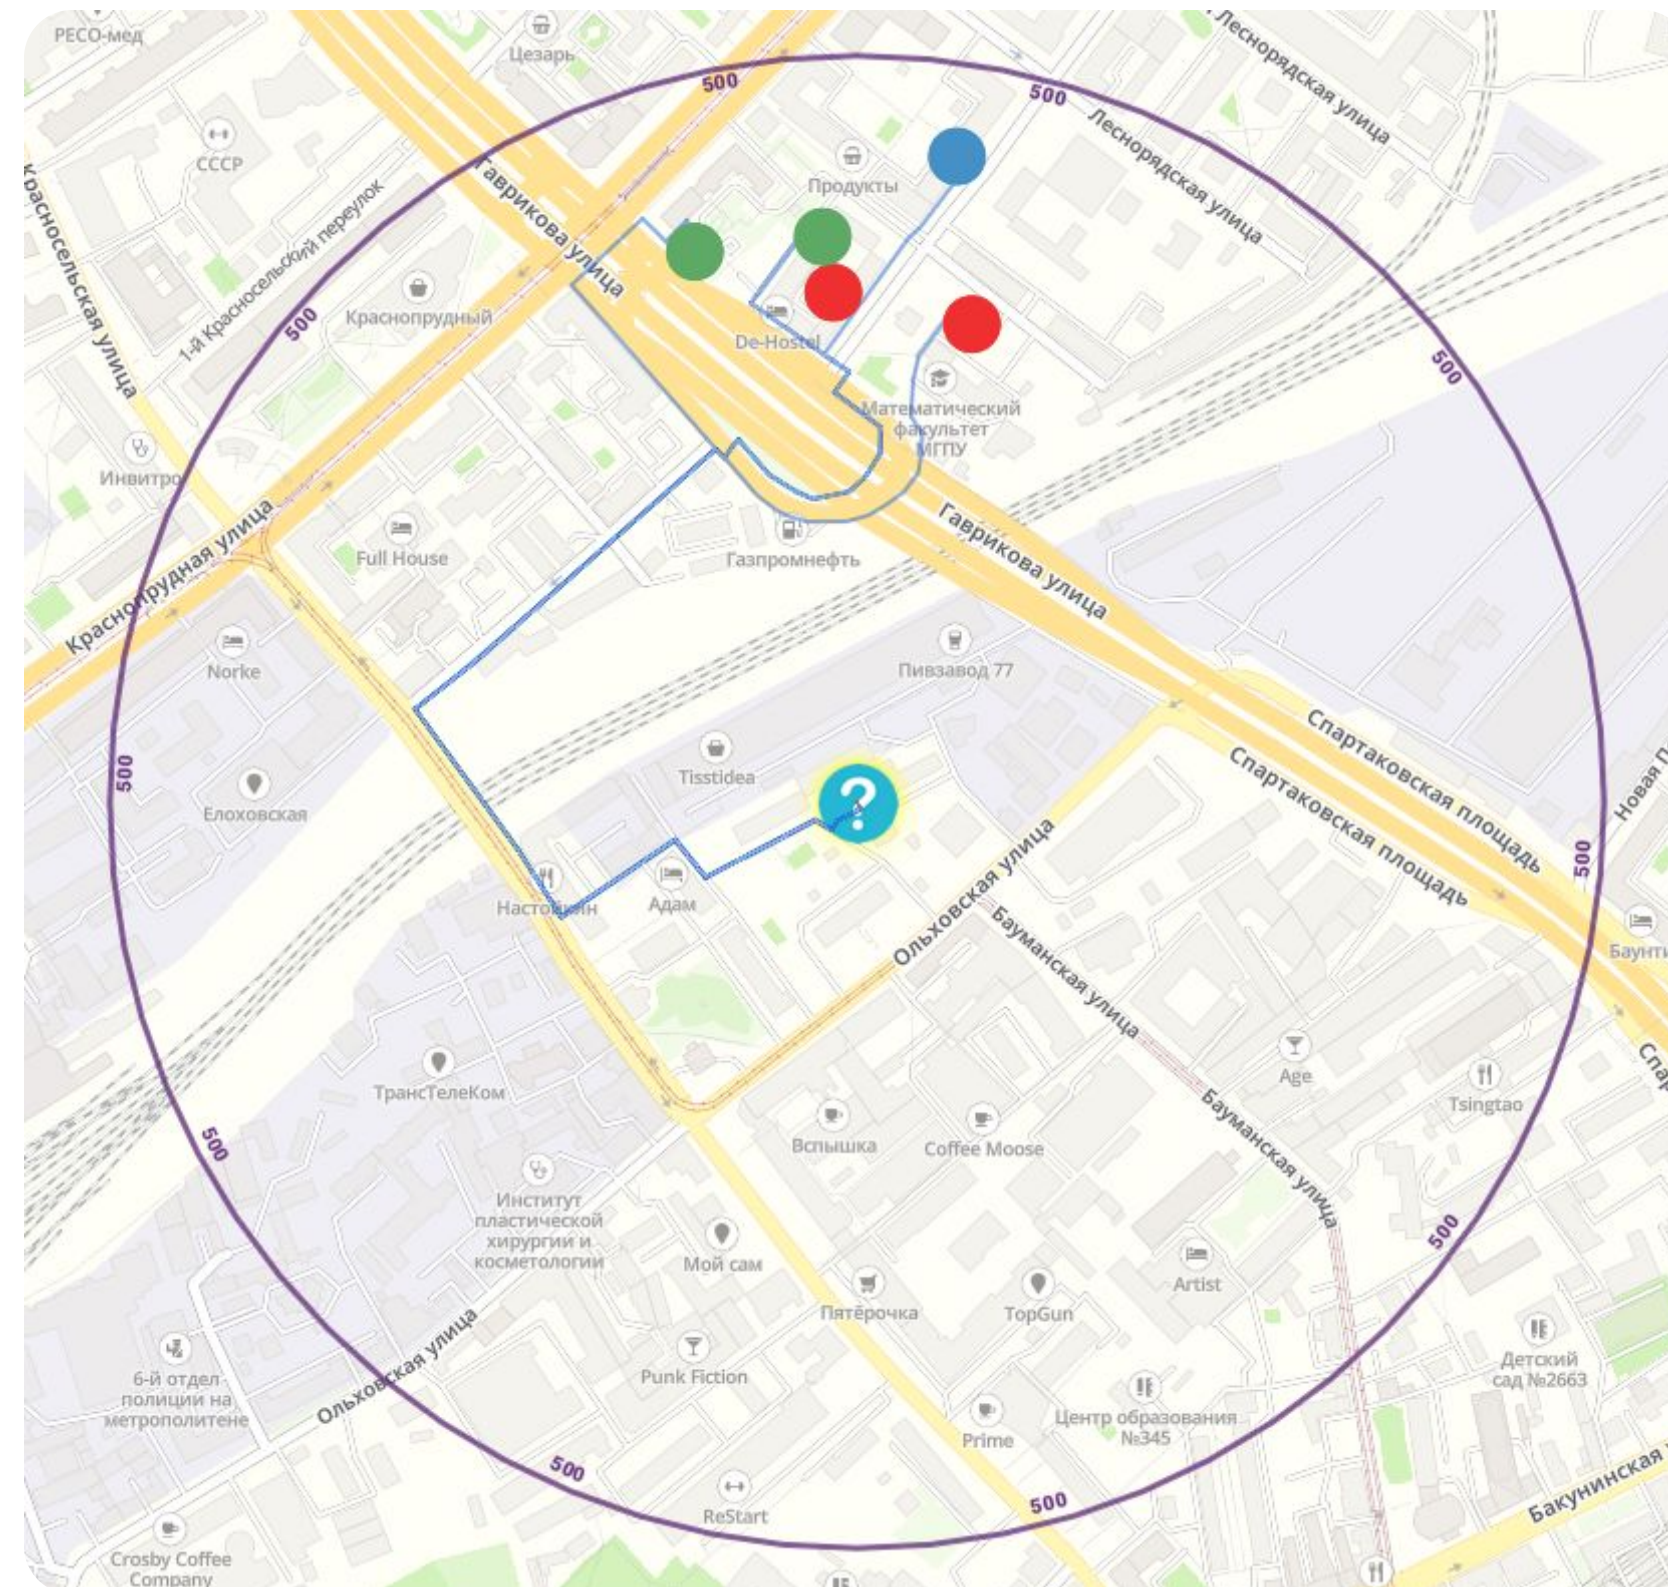 РЕСО-мед
Цезарь
500
500
Леснорядская улица
Леснорядская улица
СССР
Продукты
Гаврикова улица
Красносельская улица
1-й Красносельский переулок
500
Краснопрудный
De-Hostel
500
Математический
факультет
МГПУ
Инвитро
Краснопрудная улица
Full House
Газпромнефть
Гаврикова улица
Norke
Пивзавод 77
Спартаковская площадь
Спартаковская площадь
500
Tisstidea
Елоховская
?
Новая П
500
Настойкин
Адам
Ольховская улица
Бауманская улица
Баунти
ТрансТелеКом
Age
Tsingtao
Спар
Вспышка
Coffee Moose
Бауманская улица
500
Институт
пластической
хирургии и
косметологии
Мой сам
500
Artist
Пятёрочка
TopGun
Ольховская улица
6-й отдел
полиции на
метрополитене
Punk Fiction
Детский
сад №2663
Центр образования
№345
Prime
500
500
ReStart
Бакунинская
Crosby Coffee
Company